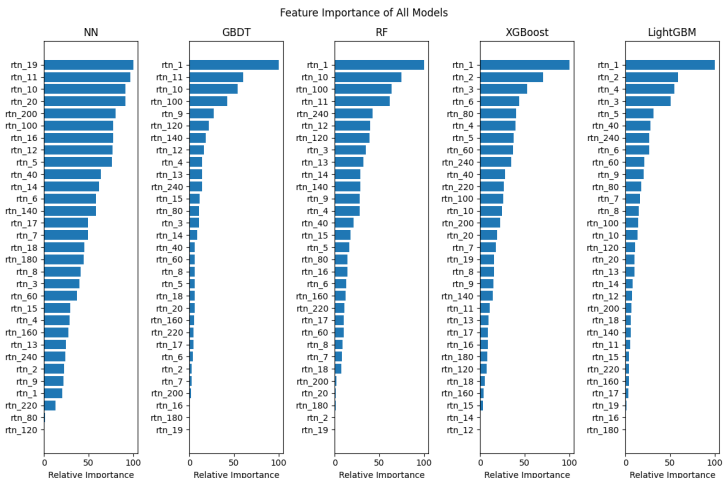 Feature Importance of All Models
NN
rtn_19
rtn_11
rtn_10
rtn_20
rtn_200
rtn_100
rtn_16
rtn_12
rtn_5
rtn_40
rtn_14
rtn_6
rtn_140
rtn_17
rtn_7
rtn_18
rtn_180
rtn_8
rtn_3
rtn_60
rtn_15
rtn_4
rtn_160
rtn_13
rtn_240
rtn_2
rtn_9
rtn_1
rtn_220
rtn_80
rtn_120
0 50 100
Relative Importance
GBDT
rtn_1
rtn_11
rtn_10
rtn_100
rtn_9
rtn_120
rtn_140
rtn_12
rtn_4
rtn_13
rtn_240
rtn_15
rtn_80
rtn_3
rtn_14
rtn_40
rtn_60
rtn_8
rtn_5
rtn_18
rtn_20
rtn_160
rtn_220
rtn_17
rtn_6
rtn_2
rtn_7
rtn_200
rtn_16
rtn_180
rtn_19
0 50 100
Relative Importance
RF
rtn_1
rtn_10
rtn_100
rtn_11
rtn_240
rtn_12
rtn_120
rtn_3
rtn_13
rtn_14
rtn_140
rtn_9
rtn_4
rtn_40
rtn_15
rtn_5
rtn_80
rtn_16
rtn_6
rtn_160
rtn_220
rtn_17
rtn_60
rtn_8
rtn_7
rtn_18
rtn_200
rtn_20
rtn_180
rtn_2
rtn_19
0 50 100
Relative Importance
XGBoost
rtn_1
rtn_2
rtn_3
rtn_6
rtn_80
rtn_4
rtn_5
rtn_60
rtn_240
rtn_40
rtn_220
rtn_100
rtn_10
rtn_200
rtn_20
rtn_7
rtn_19
rtn_8
rtn_9
rtn_140
rtn_11
rtn_13
rtn_17
rtn_16
rtn_180
rtn_120
rtn_18
rtn_160
rtn_15
rtn_14
rtn_12
0 50 100
Relative Importance
LightGBM
rtn_1
rtn_2
rtn_4
rtn_3
rtn_5
rtn_40
rtn_240
rtn_6
rtn_60
rtn_9
rtn_80
rtn_7
rtn_8
rtn_100
rtn_10
rtn_120
rtn_20
rtn_13
rtn_14
rtn_12
rtn_200
rtn_18
rtn_140
rtn_11
rtn_15
rtn_220
rtn_160
rtn_17
rtn_19
rtn_16
rtn_180
0 50 100
Relative Importance